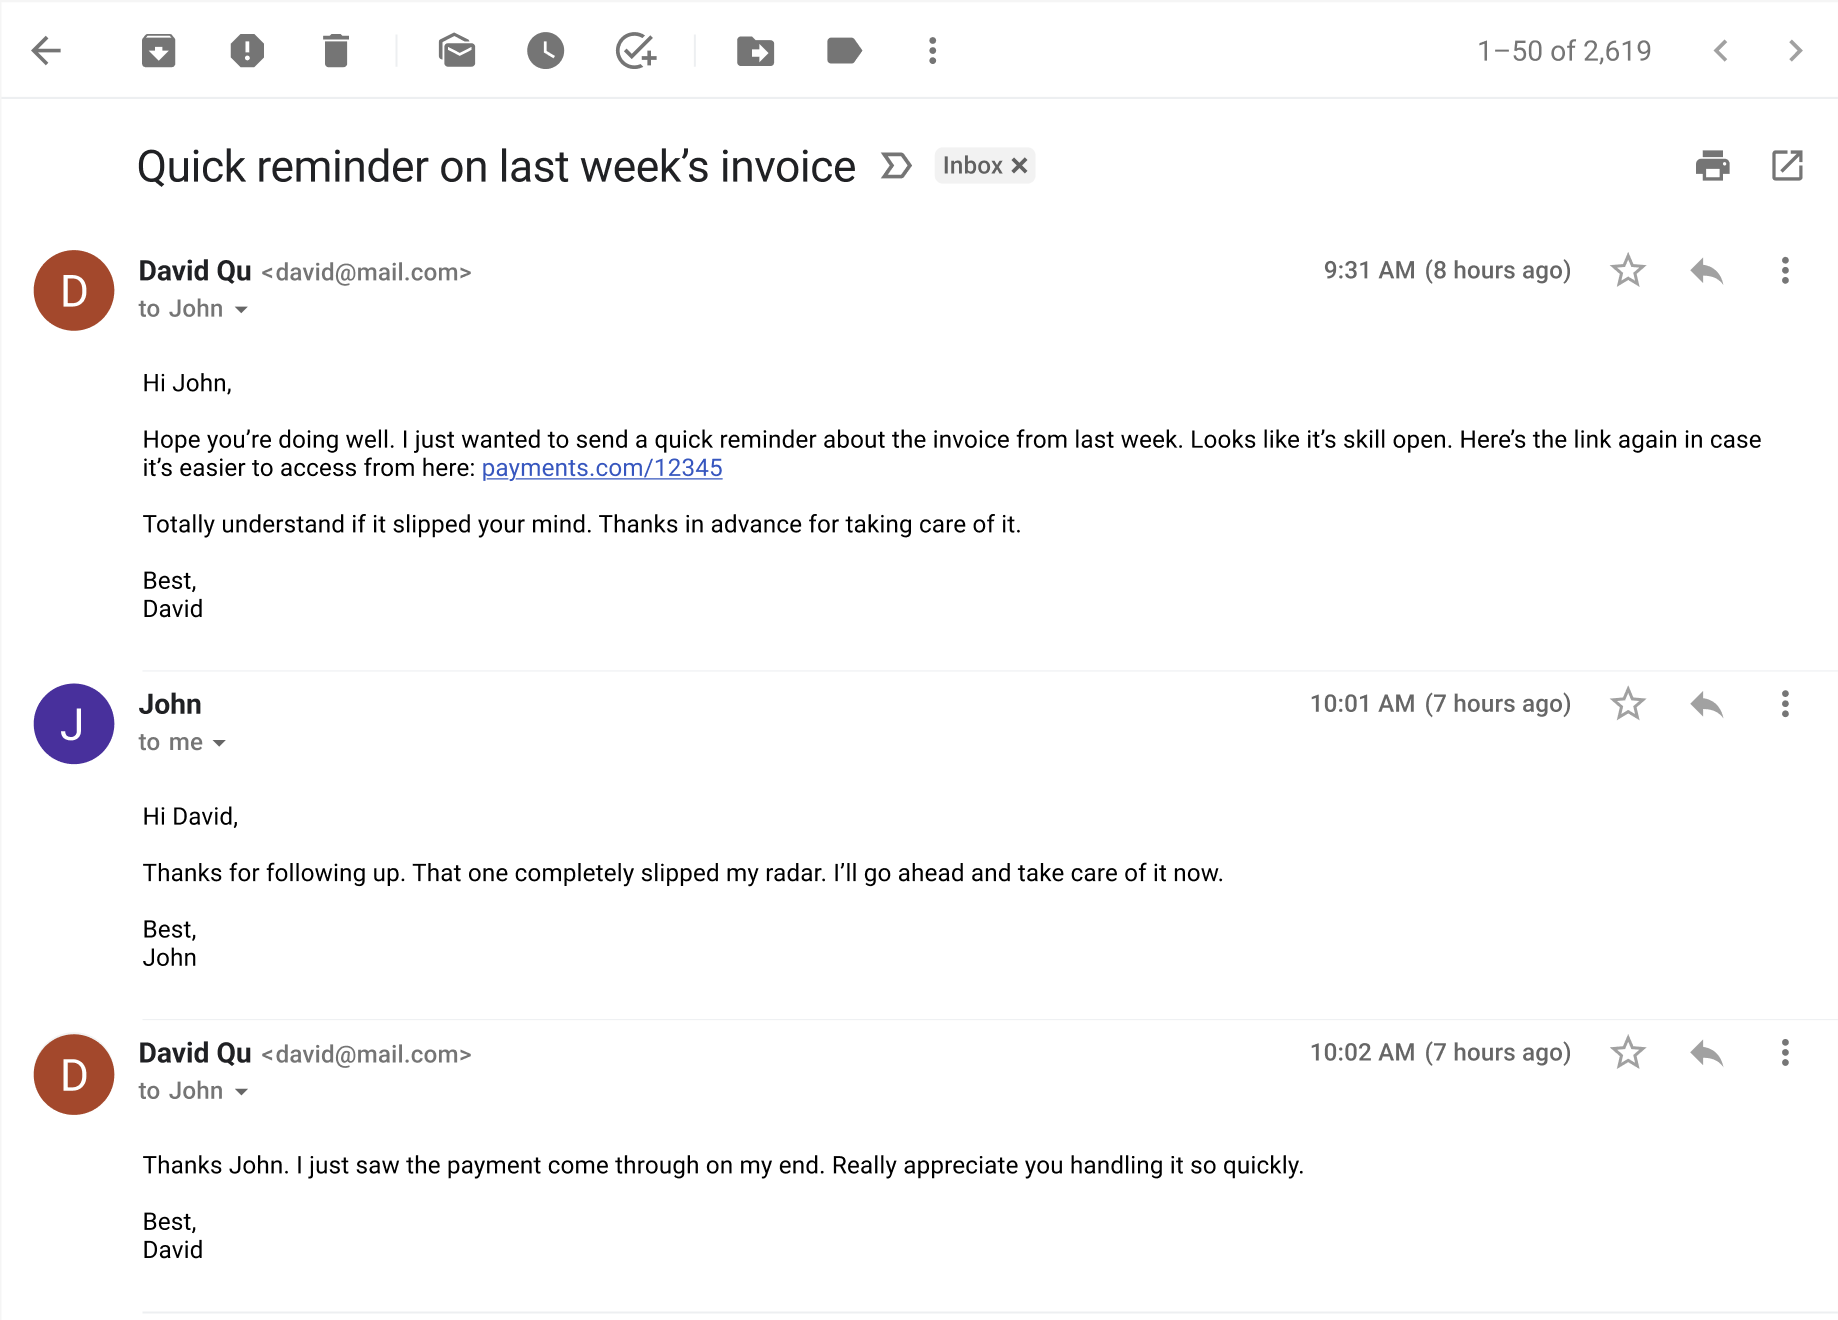 1–50 of 2,619
Quick reminder on last week’s invoice Inbox
D
David Qu <david@mail.com> 9:31 AM (8 hours ago)
to John
Hi John,
Hope you’re doing well. I just wanted to send a quick reminder about the invoice from last week. Looks like it’s skill open. Here’s the link again in case
it’s easier to access from here: payments.com/12345
Totally understand if it slipped your mind. Thanks in advance for taking care of it.
Best,
David
J
John 10:01 AM (7 hours ago)
to me
Hi David,
Thanks for following up. That one completely slipped my radar. I’ll go ahead and take care of it now.
Best,
John
D
David Qu <david@mail.com> 10:02 AM (7 hours ago)
to John
Thanks John. I just saw the payment come through on my end. Really appreciate you handling it so quickly.
Best,
David